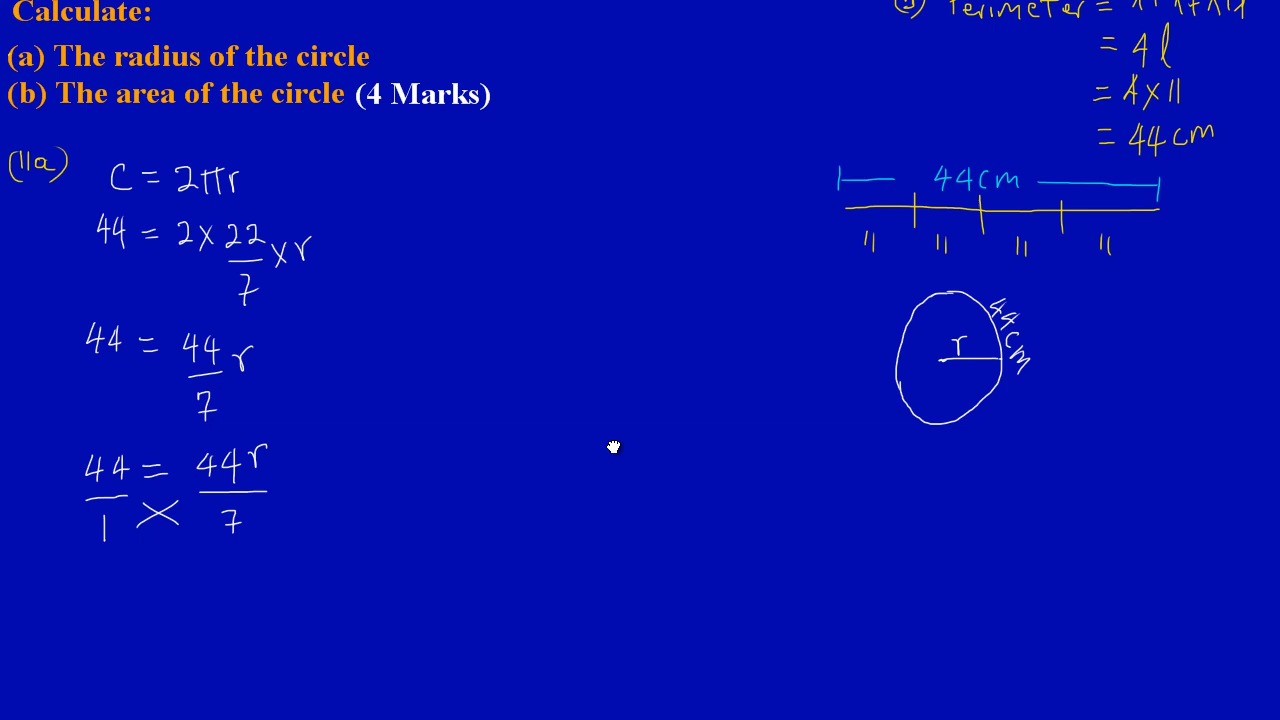 Calculate:
(a) The radius of the circle
(b) The area of the circle (4 Marks)
(11a)
C = 2πr
44 = 2 × 22/7 × r
44 = 44/7 r
44/1 = 44r/7
Perimeter =
= 4l
= 4 × 11
= 44cm
44cm
11 11 11 11
r
44cm